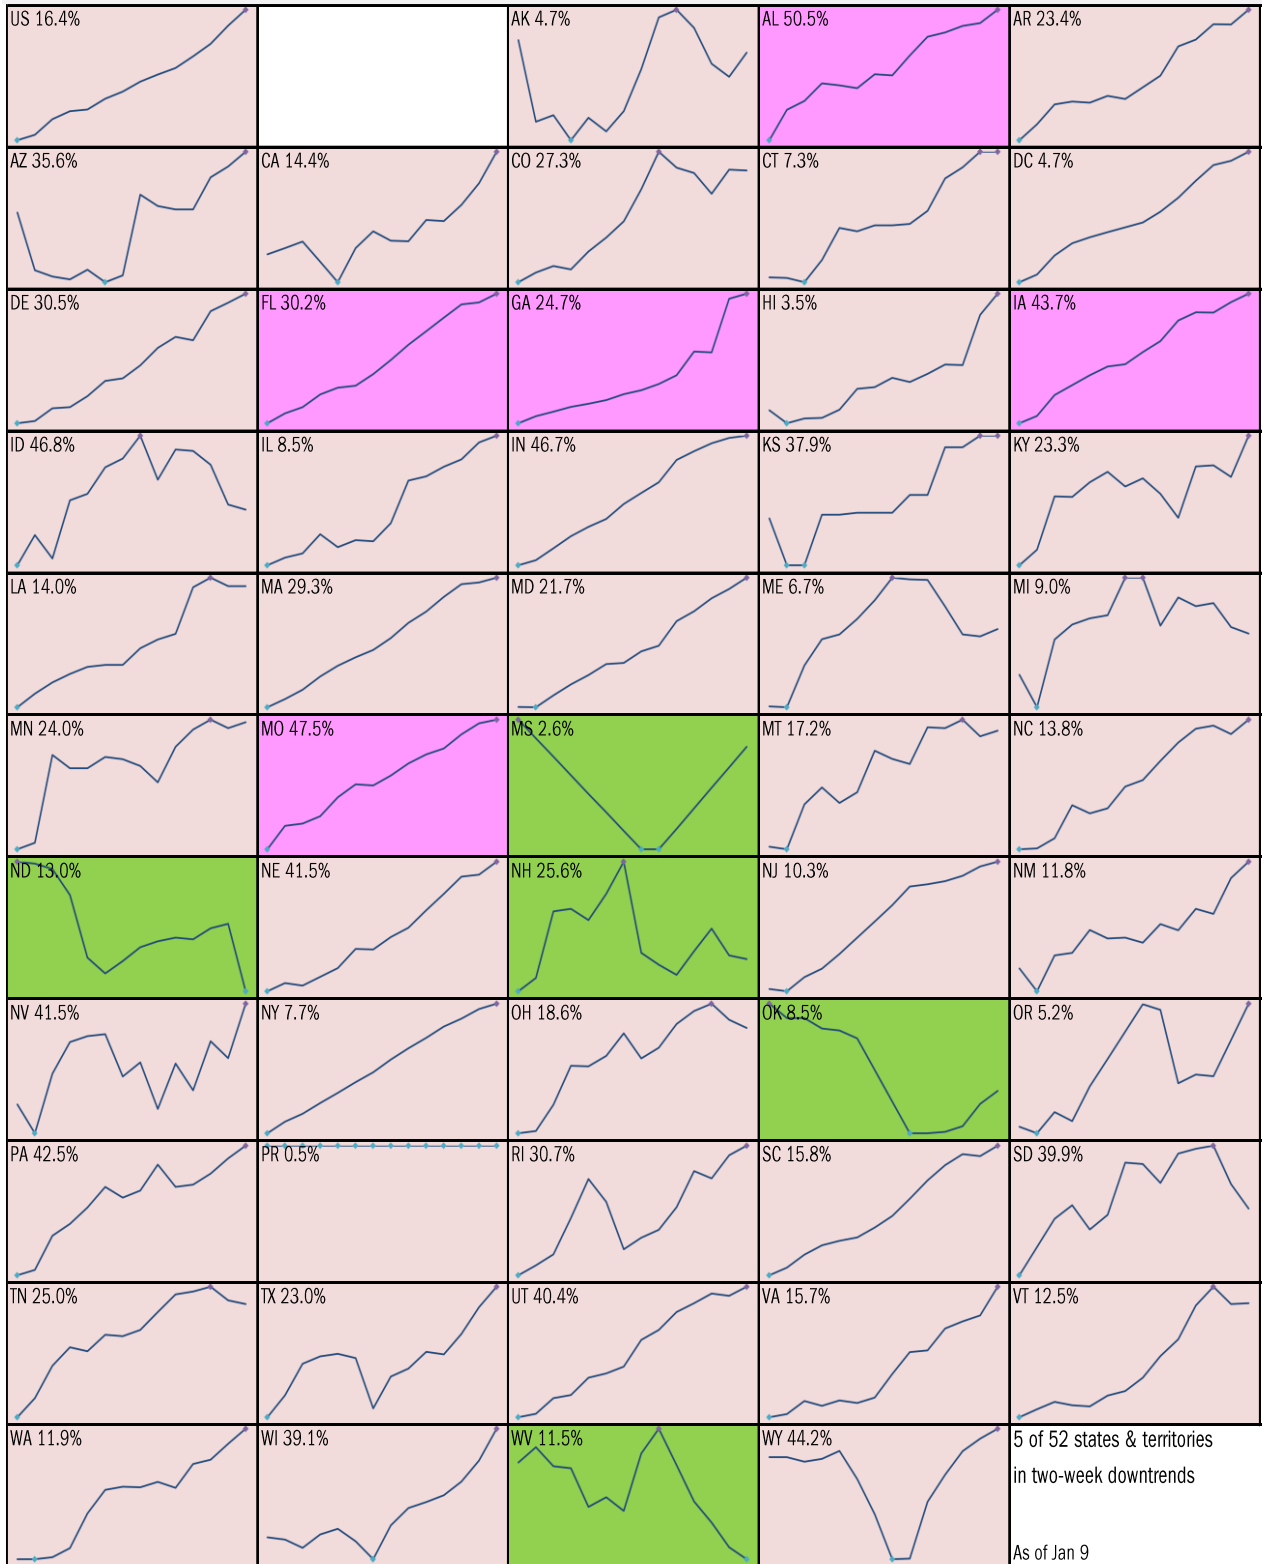 US 16.4%
AK 4.7%
AL 50.5%
AR 23.4%
AZ 35.6%
CA 14.4%
CO 27.3%
CT 7.3%
DC 4.7%
DE 30.5%
FL 30.2%
GA 24.7%
HI 3.5%
IA 43.7%
ID 46.8%
IL 8.5%
IN 46.7%
KS 37.9%
KY 23.3%
LA 14.0%
MA 29.3%
MD 21.7%
ME 6.7%
MI 9.0%
MN 24.0%
MO 47.5%
MS 2.6%
MT 17.2%
NC 13.8%
ND 13.0%
NE 41.5%
NH 25.6%
NJ 10.3%
NM 11.8%
NV 41.5%
NY 7.7%
OH 18.6%
OK 8.5%
OR 5.2%
PA 42.5%
PR 0.5%
RI 30.7%
SC 15.8%
SD 39.9%
TN 25.0%
TX 23.0%
UT 40.4%
VA 15.7%
VT 12.5%
WA 11.9%
WI 39.1%
WV 11.5%
WY 44.2%
5 of 52 states & territories
in two-week downtrends
As of Jan 9